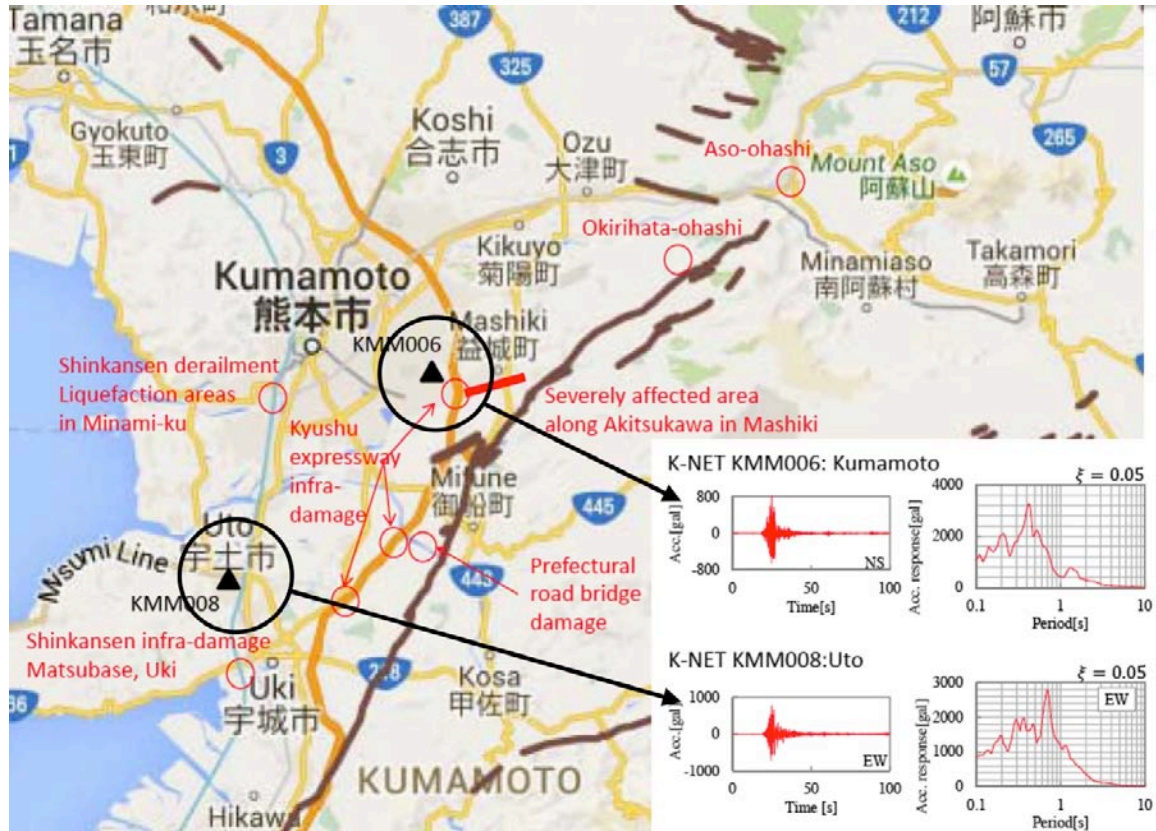 Tamana
玉名市
387
212
阿蘇市
325
57
Gyokuto
玉東町
3
Koshi
合志市
Ozu
大津町
265
Aso-ohashi
Mount Aso
阿蘇山
Okirihata-ohashi
Kikuyo
菊陽町
Minamiaso
南阿蘇村
Takamori
高森町
Kumamoto
熊本市
Mashiki
益城町
KMM006
Shinkansen derailment
Liquefaction areas
in Minami-ku
Severely affected area
along Akitsukawa in Mashiki
Kyushu
expressway
infra-
damage
Mifune
御船町
445
Uto
宇土市
Misumi Line
KMM008
Prefectural
road bridge
damage
Shinkansen infra-damage
Matsubase, Uki
Uki
宇城市
Kosa
甲佐町
KUMAMOTO
Hikawa
K-NET KMM006: Kumamoto
Acc.[gal]
800
0
-800
NS
0
50
100
Time[s]
ξ = 0.05
Acc. response[gal]
4000
2000
0
0.1
1
10
Period[s]
K-NET KMM008:Uto
Acc.[gal]
1000
0
-1000
EW
0
50
100
Time [s]
ξ = 0.05
EW
Acc. response[gal]
3000
2000
1000
0
0.1
1
10
Period[s]